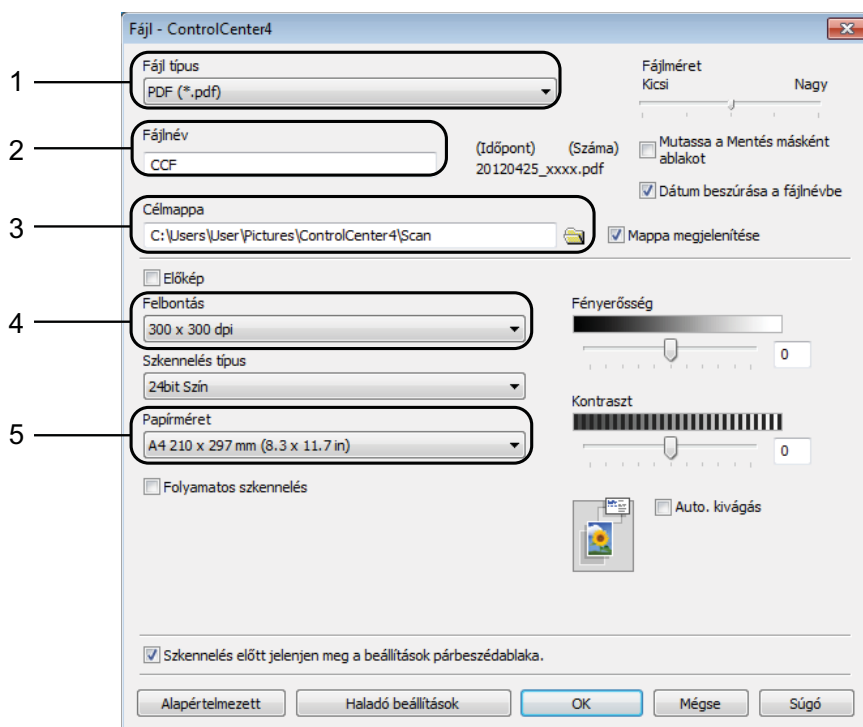 Fájl - ControlCenter4
1
Fájl típus
PDF (*.pdf)
Fájlméret
Kicsi Nagy
2
Fájlnév
CCF
(Időpont) (Száma)
20120425_xxxx.pdf
Mutassa a Mentés másként
ablakot
Dátum beszúrása a fájlnévbe
3
Célmappa
C:\Users\User\Pictures\ControlCenter4\Scan
Mappa megjelenítése
Előkép
4
Felbontás
300 x 300 dpi
Fényerősség
0
Szkennelés típus
24bit Szín
Kontraszt
0
5
Papírméret
A4 210 x 297 mm (8.3 x 11.7 in)
Folyamatos szkennelés
Auto. kivágás
Szkennelés előtt jelenjen meg a beállítások párbeszédablaka.
Alapértelmezett Haladó beállítások OK Mégse Súgó